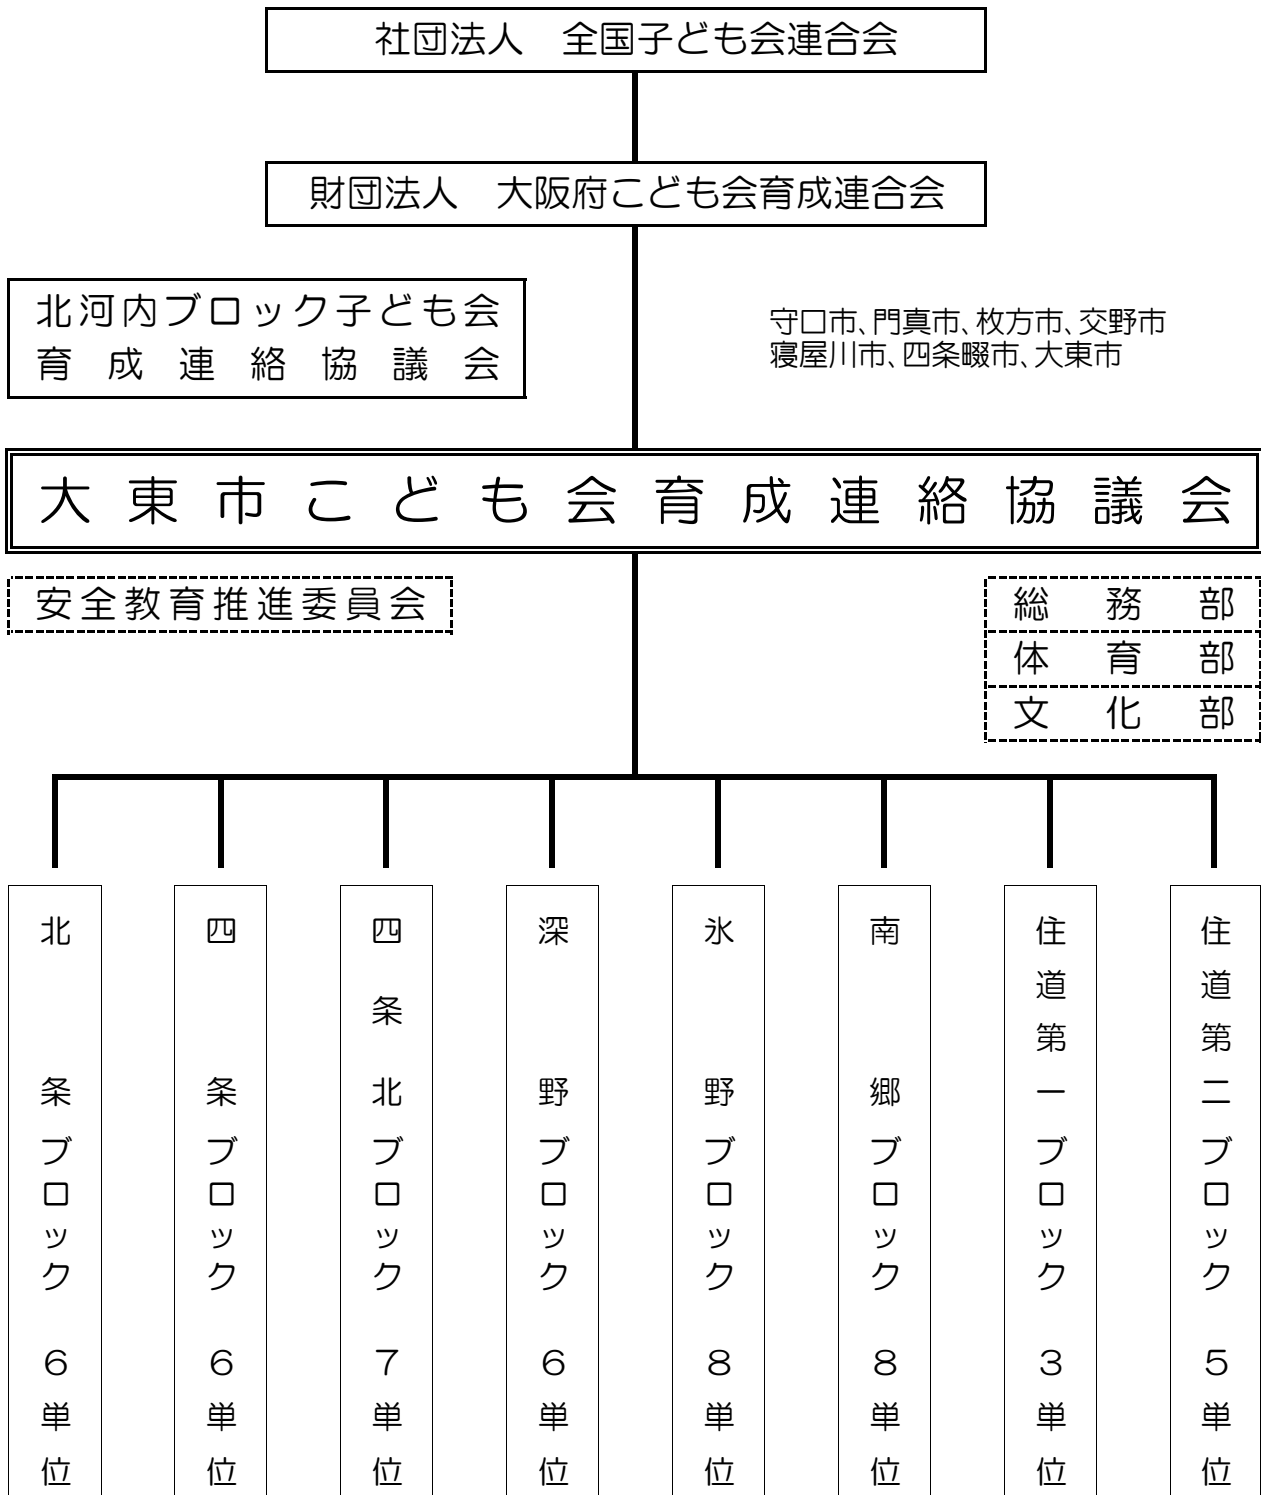 社団法人　全国子ども会連合会
財団法人　大阪府こども会育成連合会
北河内ブロック子ども会
育成連絡協議会
守口市、門真市、枚方市、交野市
寝屋川市、四条畷市、大東市
大東市こども会育成連絡協議会
安全教育推進委員会
総務部
体育部
文化部
北条ブロック　６単位
四条ブロック　６単位
四条北ブロック　７単位
深野ブロック　６単位
氷野ブロック　８単位
南郷ブロック　８単位
住道第一ブロック　３単位
住道第二ブロック　５単位